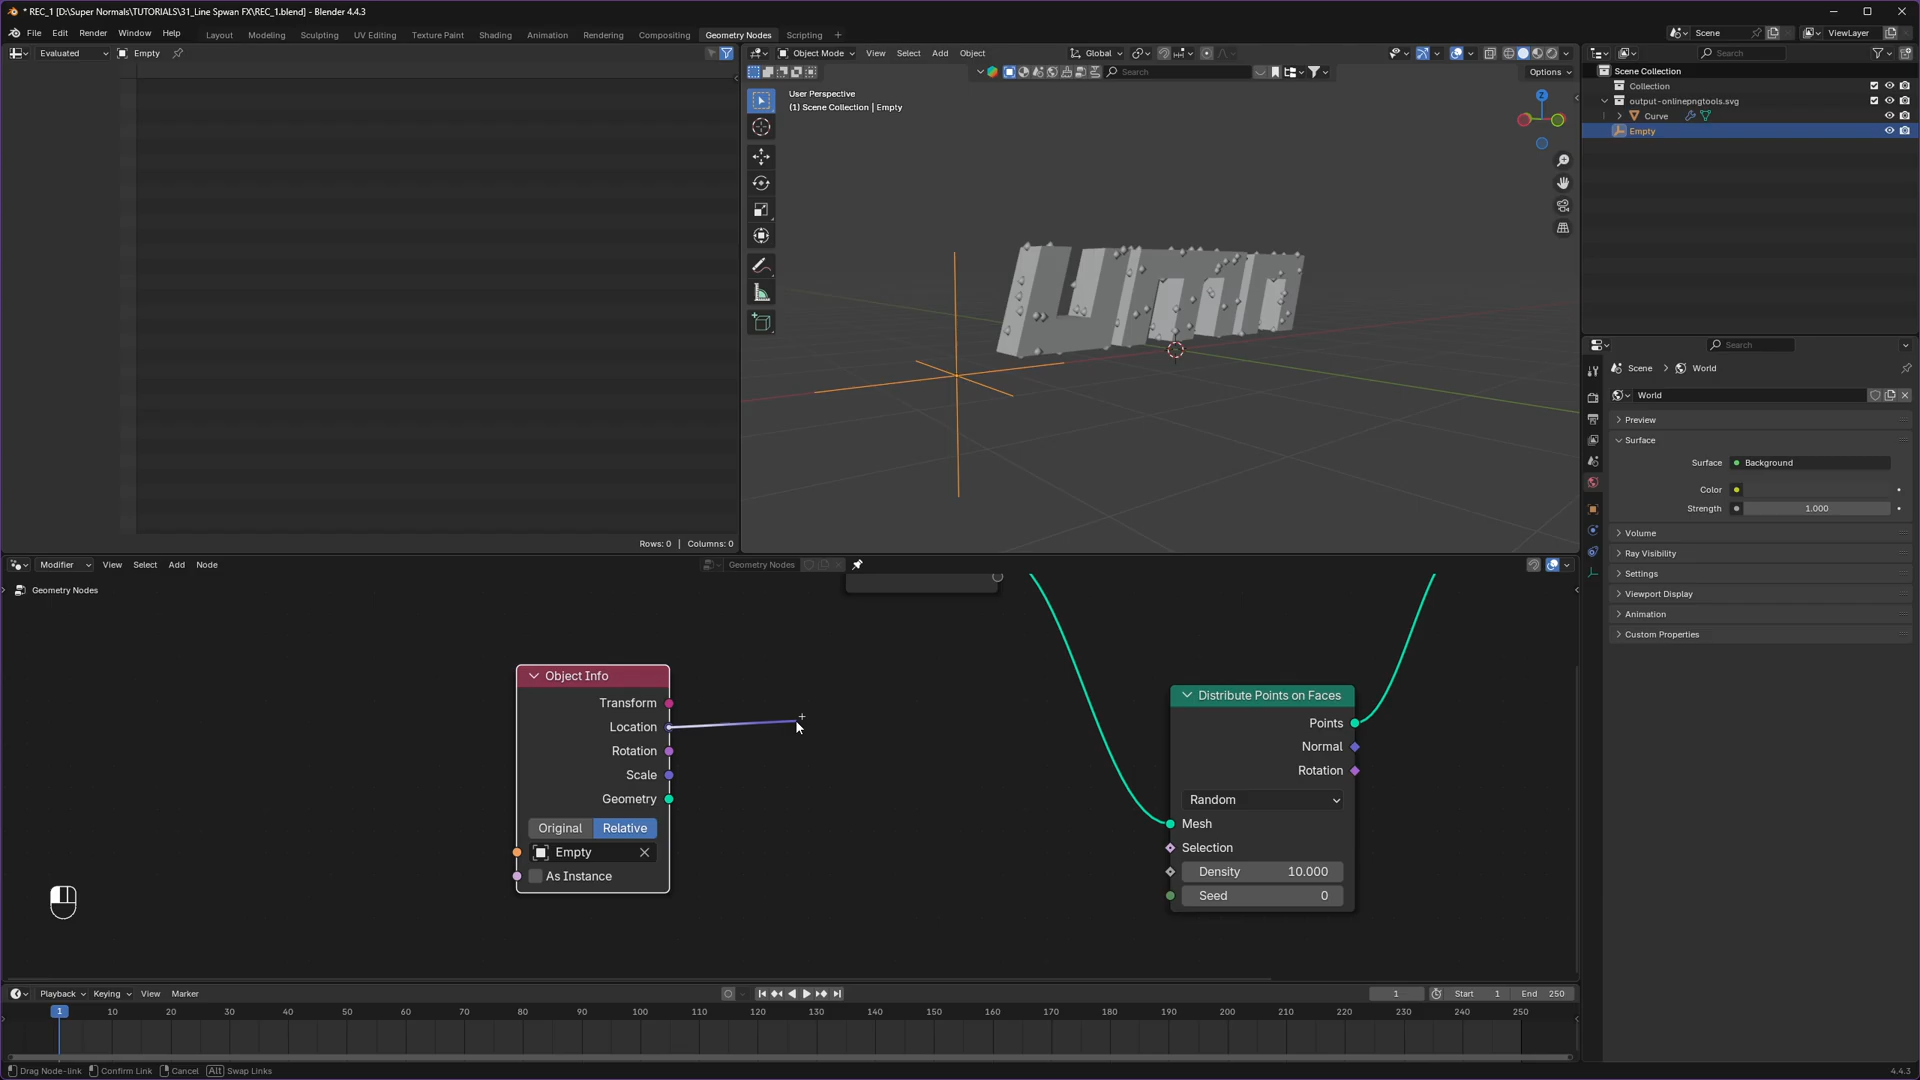 * REC_1 [D:\Super Normals\TUTORIALS\31_Line Spwan FX\REC_1.blend] - Blender 4.4.3
File Edit Render Window Help Layout Modeling Sculpting UV Editing Texture Paint Shading Animation Rendering Compositing Geometry Nodes Scripting + Scene ViewLayer
Evaluated Empty
Object Mode View Select Add Object Global
Search
Options
Search
User Perspective
(1) Scene Collection | Empty
Z
Scene Collection
Collection
output-onlinepngtools.svg
Curve
Empty
Rows: 0 | Columns: 0
Search
Scene > World
World
Preview
Surface
Surface Background
Color
Strength 1.000
Volume
Ray Visibility
Settings
Viewport Display
Animation
Custom Properties
Modifier View Select Add Node Geometry Nodes
Geometry Nodes
Object Info
Transform
Location
Rotation
Scale
Geometry
Original Relative
Empty
As Instance
Distribute Points on Faces
Points
Normal
Rotation
Random
Mesh
Selection
Density 10.000
Seed 0
Playback Keying View Marker 1 Start 1 End 250
1 10 20 30 40 50 60 70 80 90 100 110 120 130 140 150 160 170 180 190 200 210 220 230 240 250
Drag Node-link Confirm Link Cancel Alt Swap Links 4.4.3